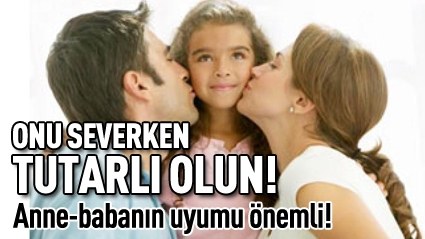 ONU SEVERKEN
TUTARLI OLUN!
Anne-babanın uyumu önemli!